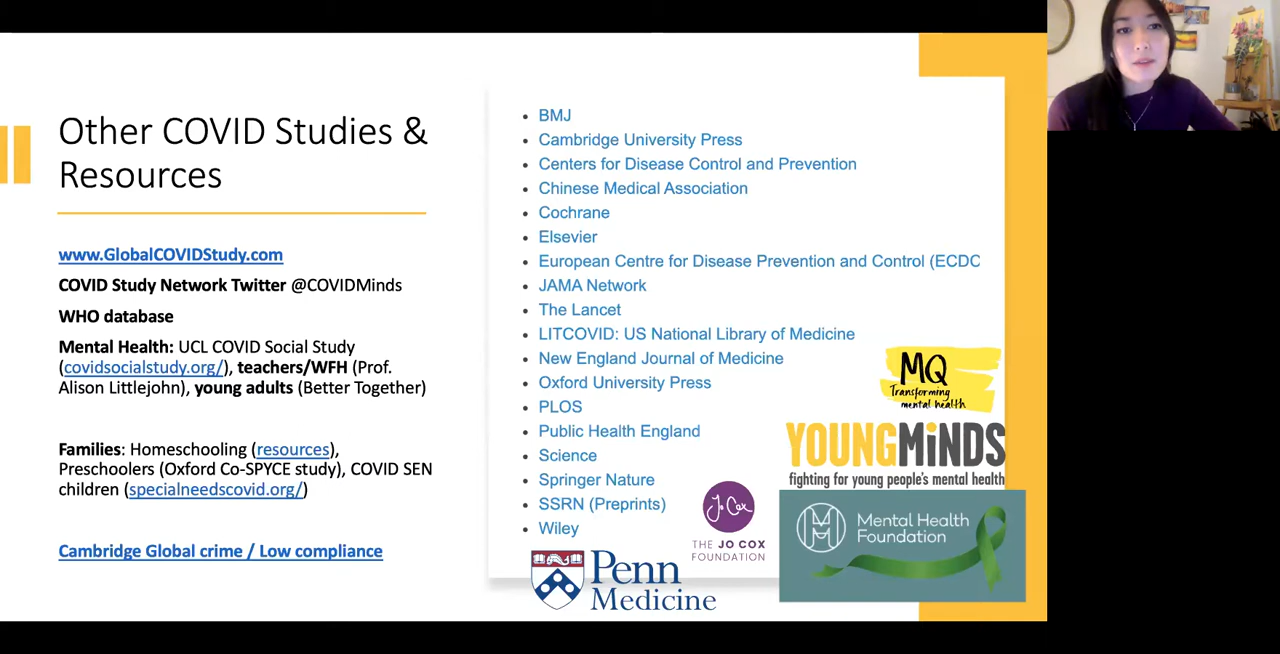 Other COVID Studies &
Resources
www.GlobalCOVIDStudy.com
COVID Study Network Twitter @COVIDMinds
WHO database
Mental Health: UCL COVID Social Study
(covidsocialstudy.org/), teachers/WFH (Prof.
Alison Littlejohn), young adults (Better Together)
Families: Homeschooling (resources),
Preschoolers (Oxford Co-SPYCE study), COVID SEN
children (specialneedscovid.org/)
Cambridge Global crime / Low compliance
BMJ
Cambridge University Press
Centers for Disease Control and Prevention
Chinese Medical Association
Cochrane
Elsevier
European Centre for Disease Prevention and Control (ECDC
JAMA Network
The Lancet
LITCOVID: US National Library of Medicine
New England Journal of Medicine
Oxford University Press
PLOS
Public Health England
Science
Springer Nature
SSRN (Preprints)
Wiley
MQ
Transforming
mental health
YOUNGMiNDS
fighting for young people's mental health
Jo Cox
THE JO COX
FOUNDATION
Mental Health
Foundation
Penn
Medicine